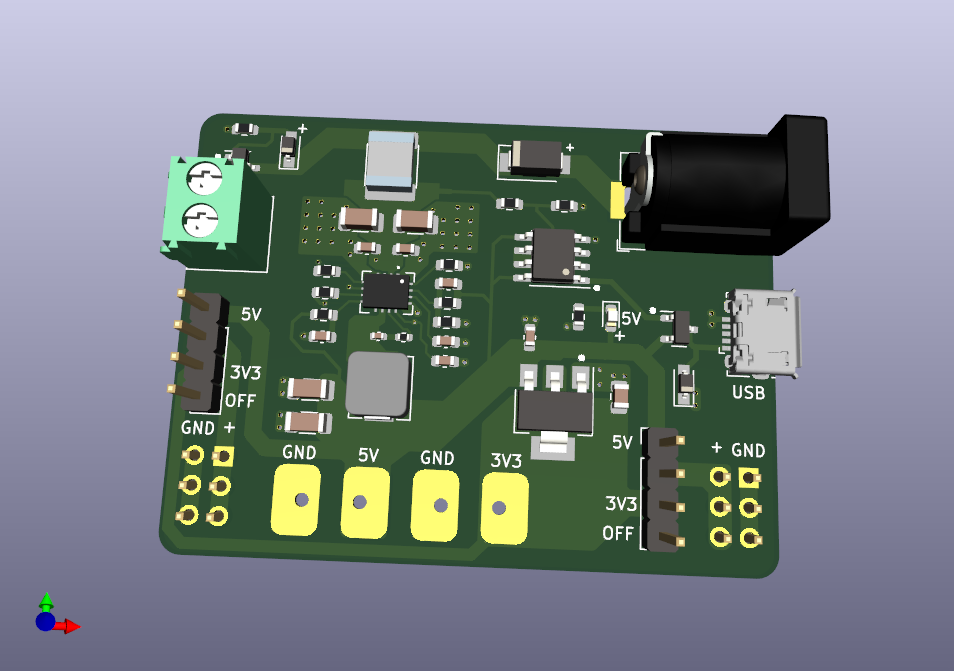 +
+
5V
5V
+
3V3
OFF
USB
GND +
5V
+ GND
GND
5V
GND
3V3
3V3
OFF